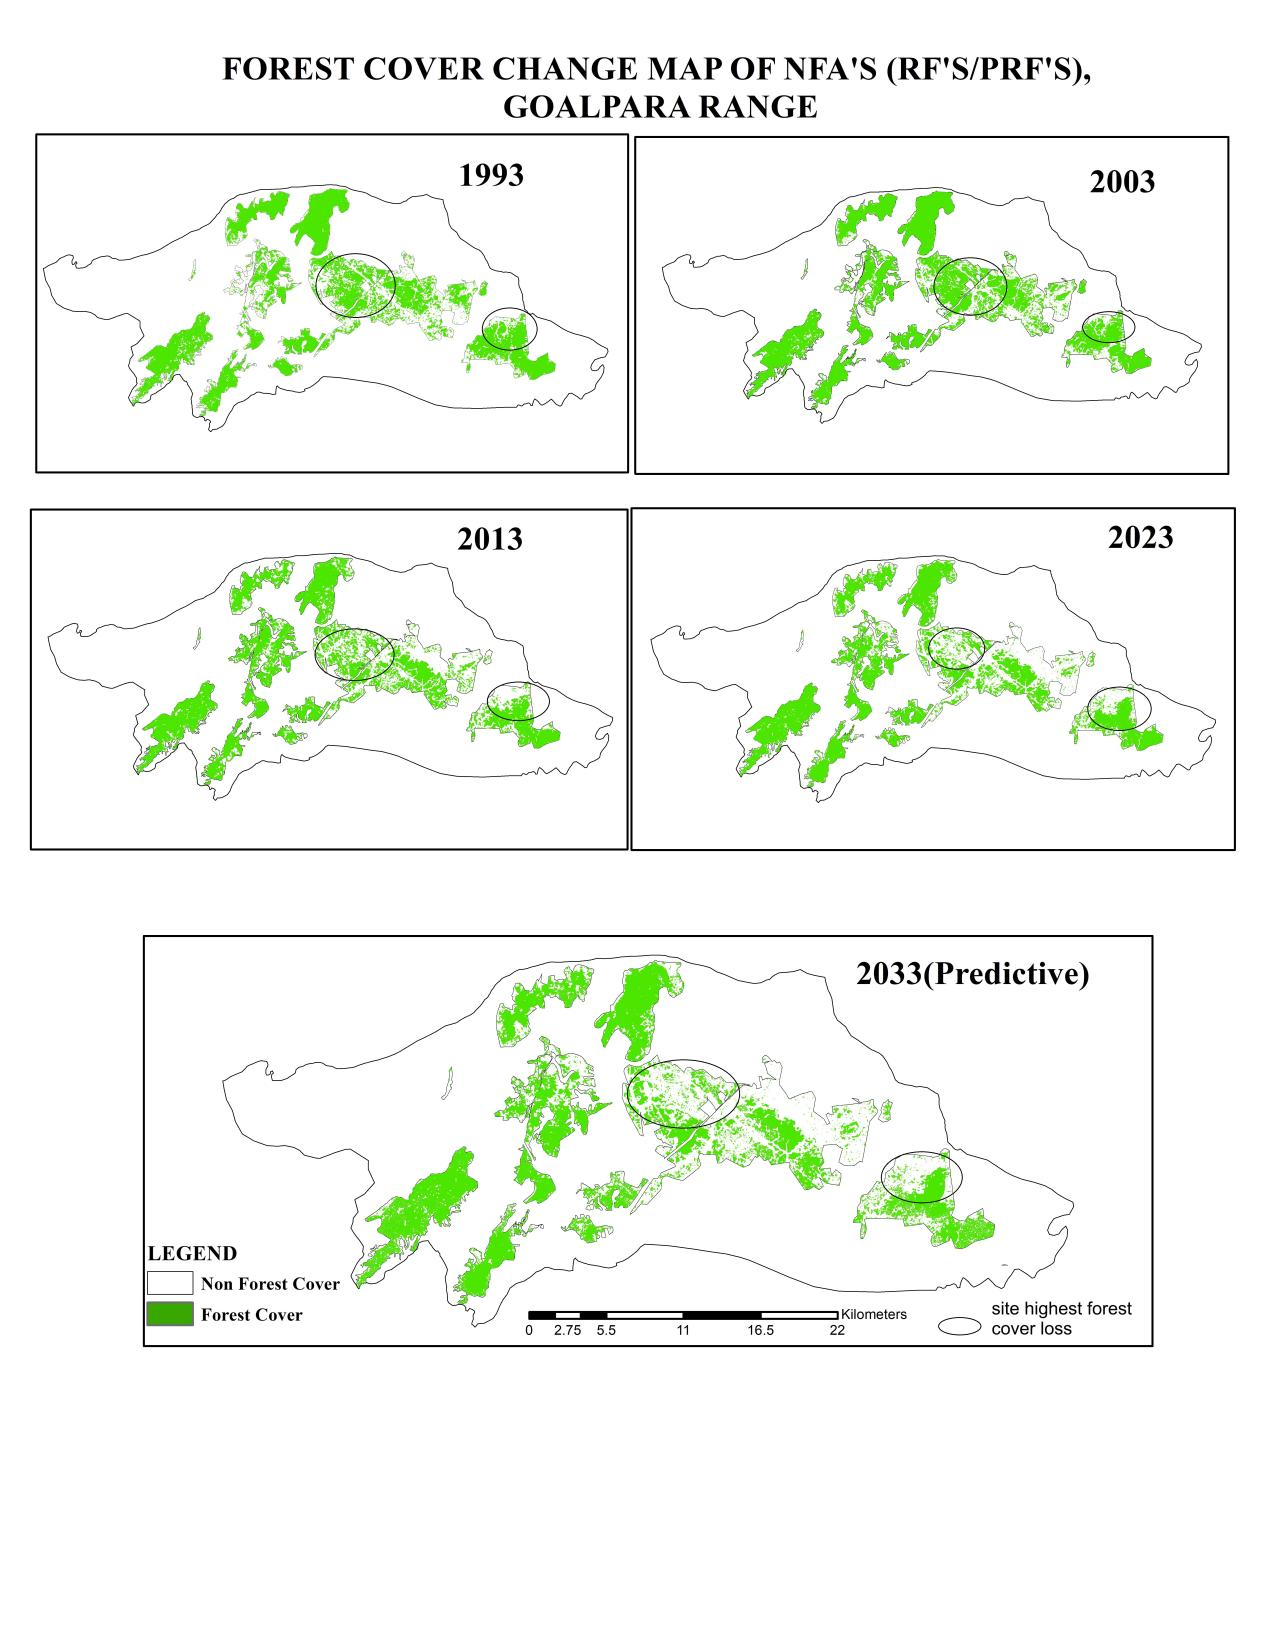 FOREST COVER CHANGE MAP OF NFA'S (RF'S/PRF'S),
GOALPARA RANGE
1993
2003
2013
2023
2033(Predictive)
LEGEND
Non Forest Cover
Forest Cover
Kilometers
0 2.75 5.5 11 16.5 22
site highest forest
cover loss